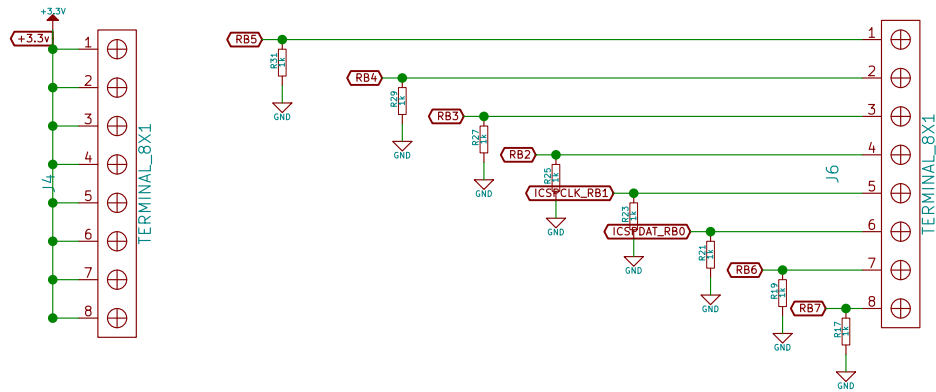 +3.3V
+3.3v
1
2
3
4
5
6
7
8
J4
TERMINAL_8X1
RB5
R31
1k
GND
RB4
R29
1k
GND
RB3
R27
1k
GND
RB2
R25
1k
GND
ICSPCLK_RB1
R23
1k
GND
ICSPDAT_RB0
R21
1k
GND
RB6
R19
1k
GND
RB7
R17
1k
GND
1
2
3
4
5
6
7
8
J6
TERMINAL_8X1